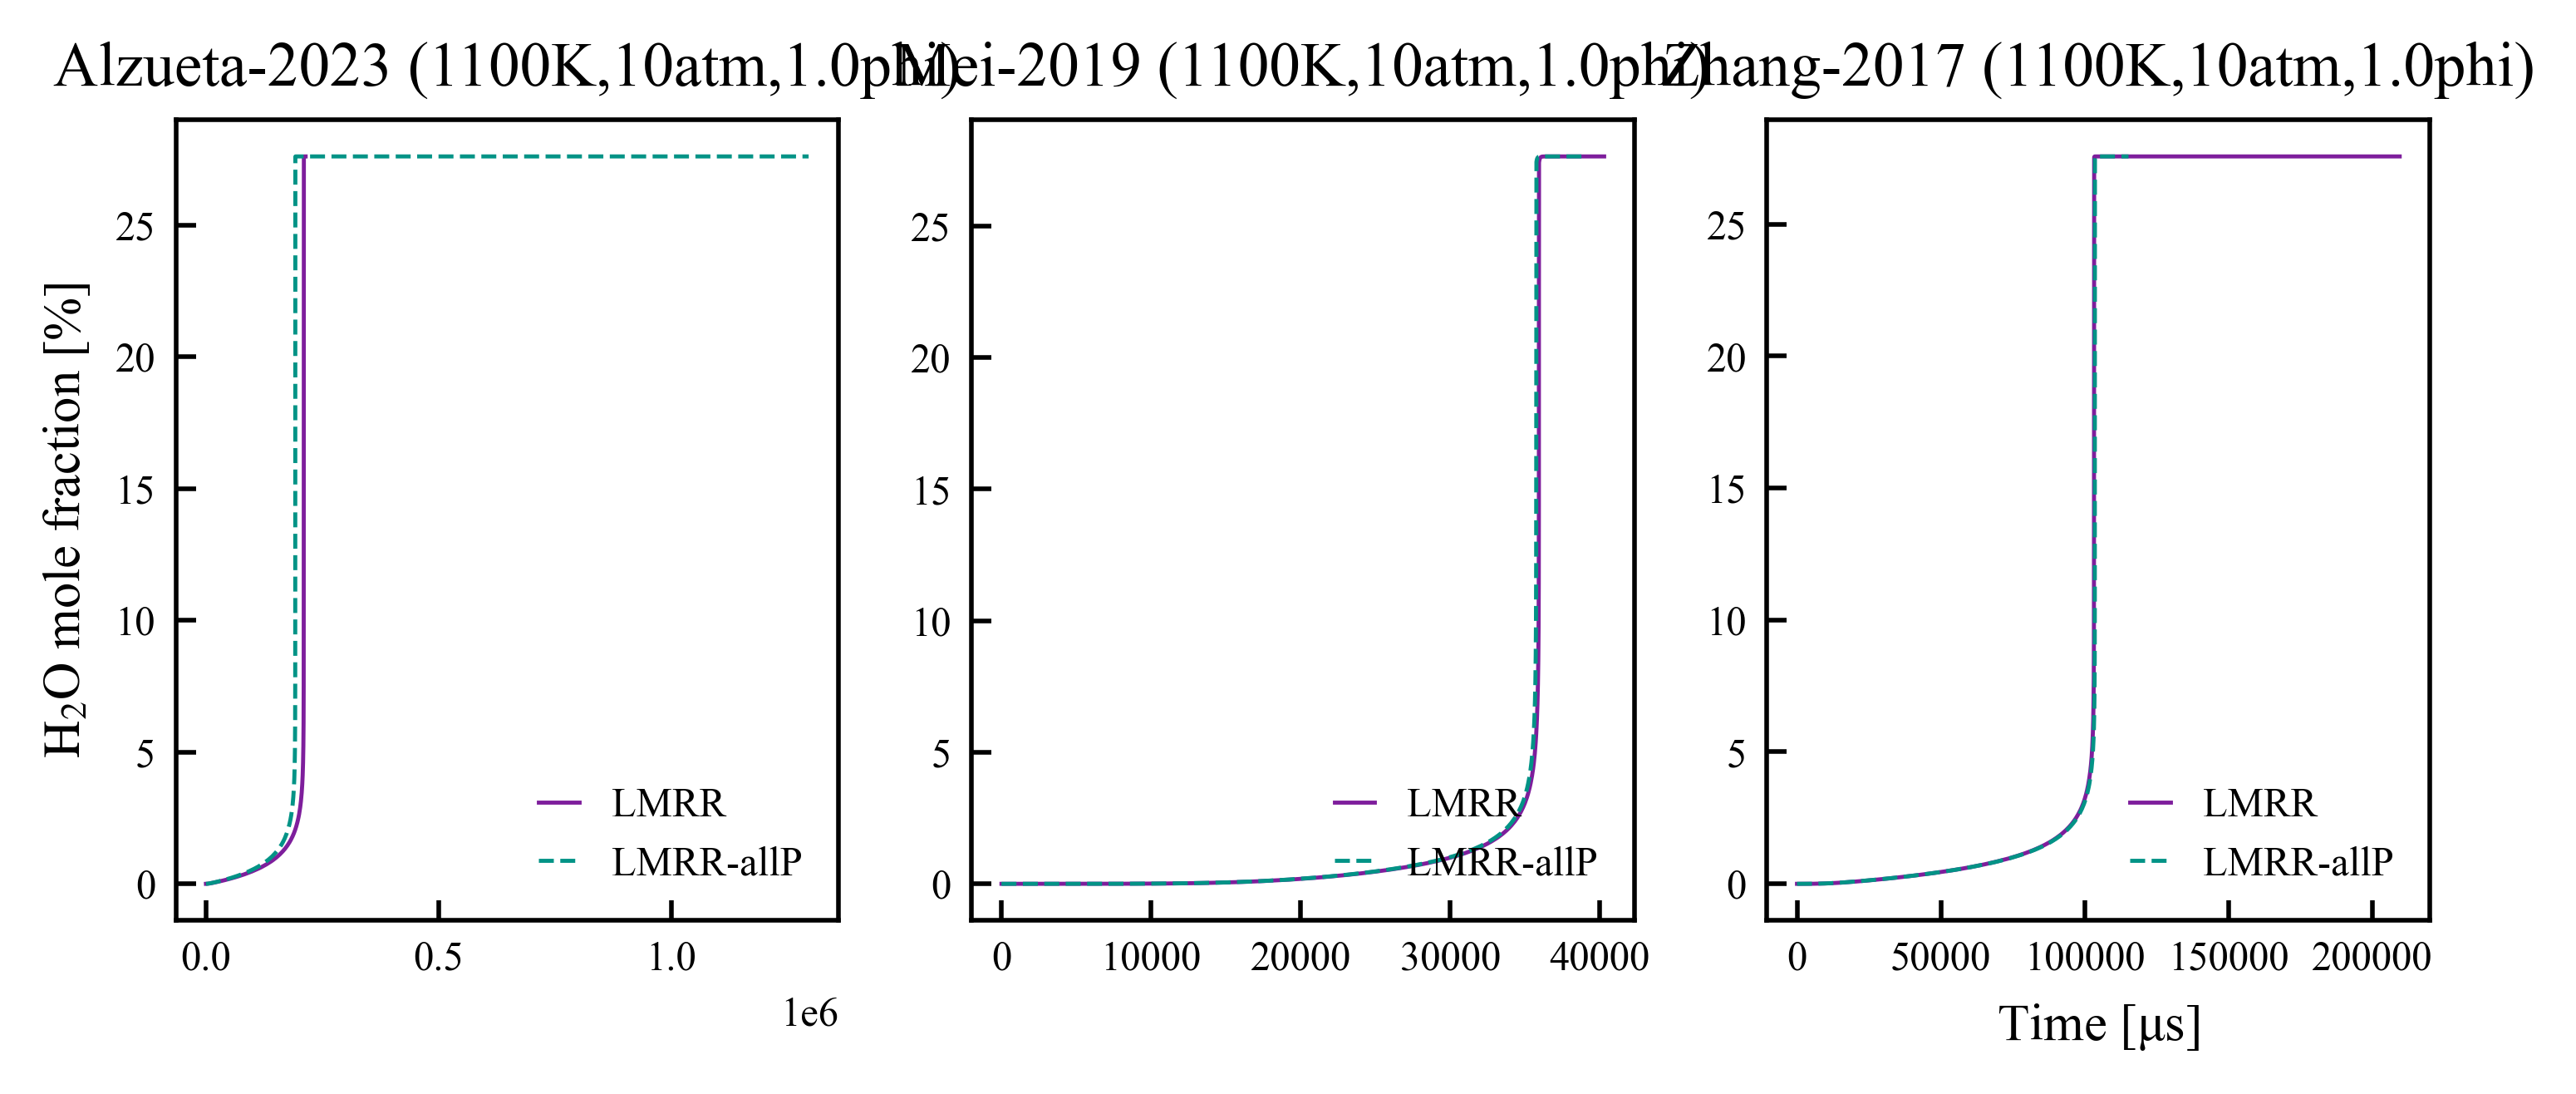 Alzueta-2023 (1100K,10atm,1.0phi)
Mei-2019 (1100K,10atm,1.0phi)
Zhang-2017 (1100K,10atm,1.0phi)
H₂O mole fraction [%]
25
20
15
10
5
0
0.0 0.5 1.0
1e6
LMRR
LMRR-allP
25
20
15
10
5
0
0 10000 20000 30000 40000
LMRR
LMRR-allP
25
20
15
10
5
0
0 50000 100000 150000 200000
LMRR
LMRR-allP
Time [μs]